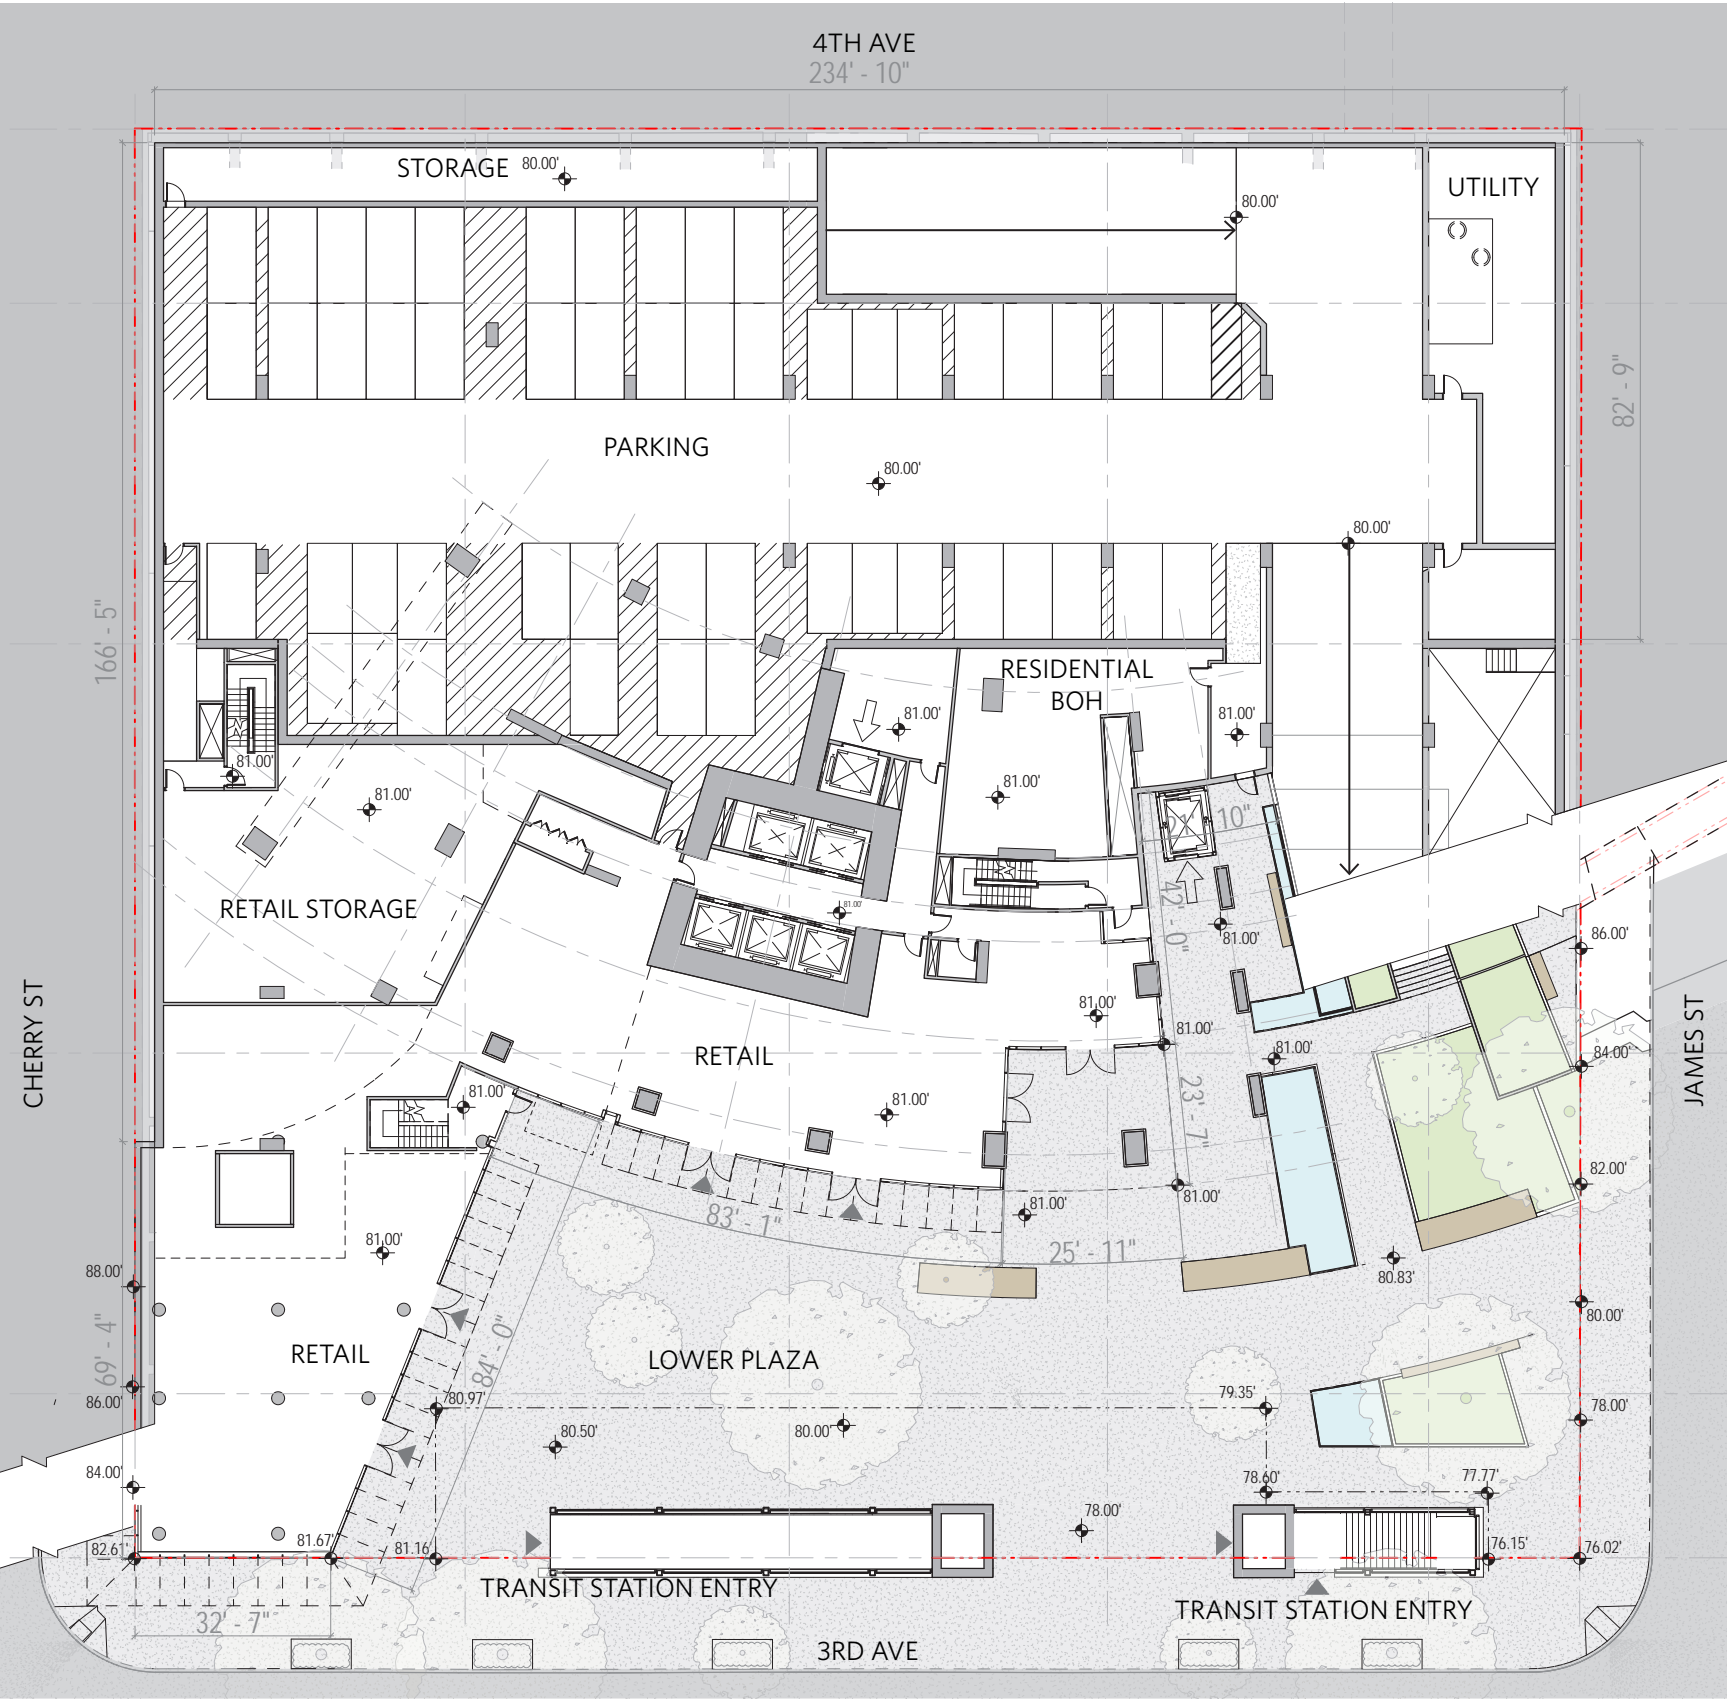 4TH AVE
234' - 10"
STORAGE
80.00'
UTILITY
80.00'
82' - 9"
PARKING
80.00'
80.00'
166' - 5"
RESIDENTIAL
BOH
81.00'
81.00'
81.00'
81.00'
81.00'
21' 10"
RETAIL STORAGE
81.00'
42' - 0"
81.00'
86.00'
CHERRY ST
JAMES ST
81.00'
81.00'
81.00'
84.00'
RETAIL
81.00'
81.00'
23' - 7"
82.00'
81.00'
81.00'
83' - 1"
81.00'
25' - 11"
88.00'
80.83'
80.00'
69' - 4"
RETAIL
84' - 0"
LOWER PLAZA
86.00'
80.97'
79.35'
78.00'
80.50'
80.00'
84.00'
78.60'
77.77'
78.00'
82.61'
81.67'
81.16'
76.15'
76.02'
TRANSIT STATION ENTRY
TRANSIT STATION ENTRY
32' - 7"
3RD AVE